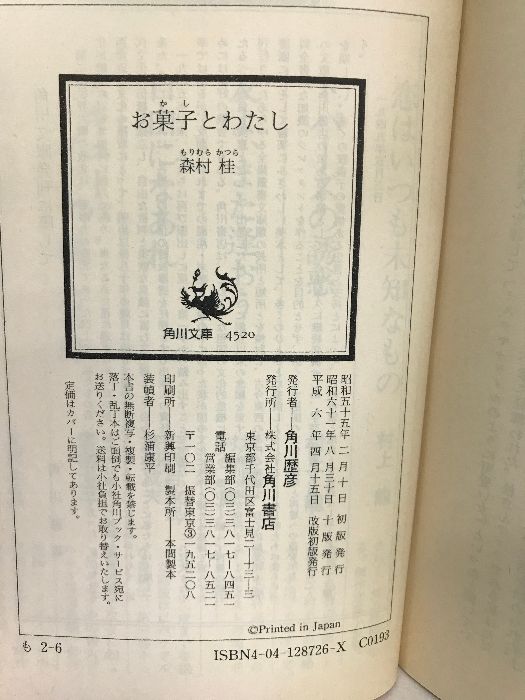 お菓子とわたし
かし
もりむら かつら
森村 桂
角川文庫 4520
昭和五十五年 二月 十日 初版発行
昭和六十一年 八月 三十日 十版発行
平成 六年 四月 十五日 改版初版発行
発行者――角川歴彦
発行所――株式会社角川書店
東京都千代田区富士見二―十三―三
電話 編集部(〇三)三八一七―八四五一
営業部(〇三)三八一七―八五二一
〒一〇二 振替東京③一九五二〇八
印刷所――新興印刷 製本所――本間製本
装幀者――杉浦康平
本書の無断複写・複製・転載を禁じます。
落丁・乱丁本はご面倒でも小社角川ブック・サービス宛に
お送りください。送料は小社負担でお取り替えいたします。
定価はカバーに明記してあります。
©Printed in Japan
も 2-6
ISBN4-04-128726-X C0193